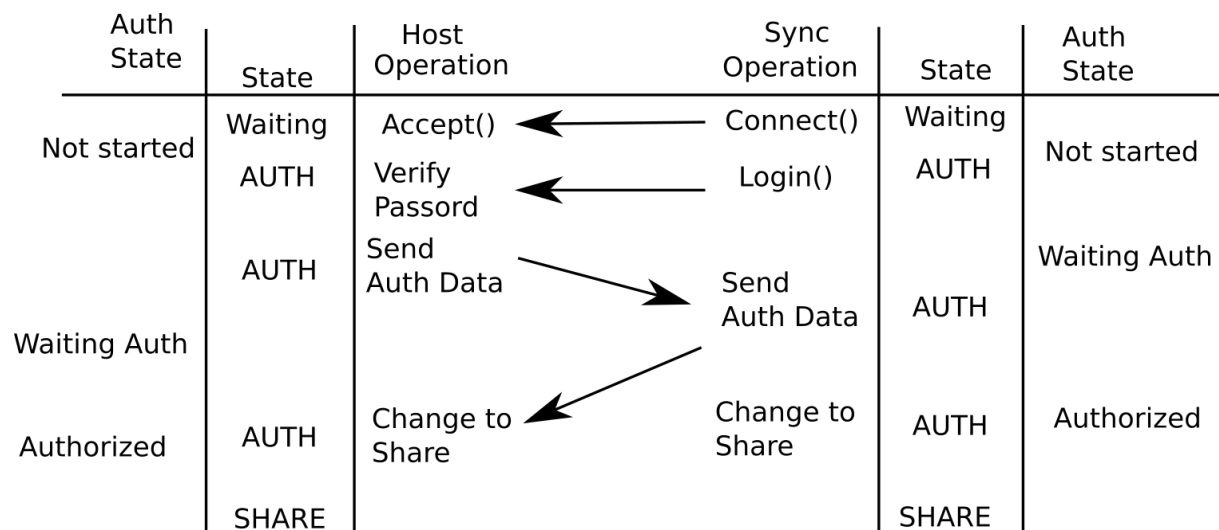 Auth
State
State
Host
Operation
Sync
Operation
State
Auth
State
Not started
Waiting
Accept()
Connect()
Waiting
Not started
AUTH
Verify
Passord
Login()
AUTH
AUTH
Send
Auth Data
Send
Auth Data
AUTH
Waiting Auth
Waiting Auth
Authorized
AUTH
Change to
Share
Change to
Share
AUTH
Authorized
SHARE
SHARE